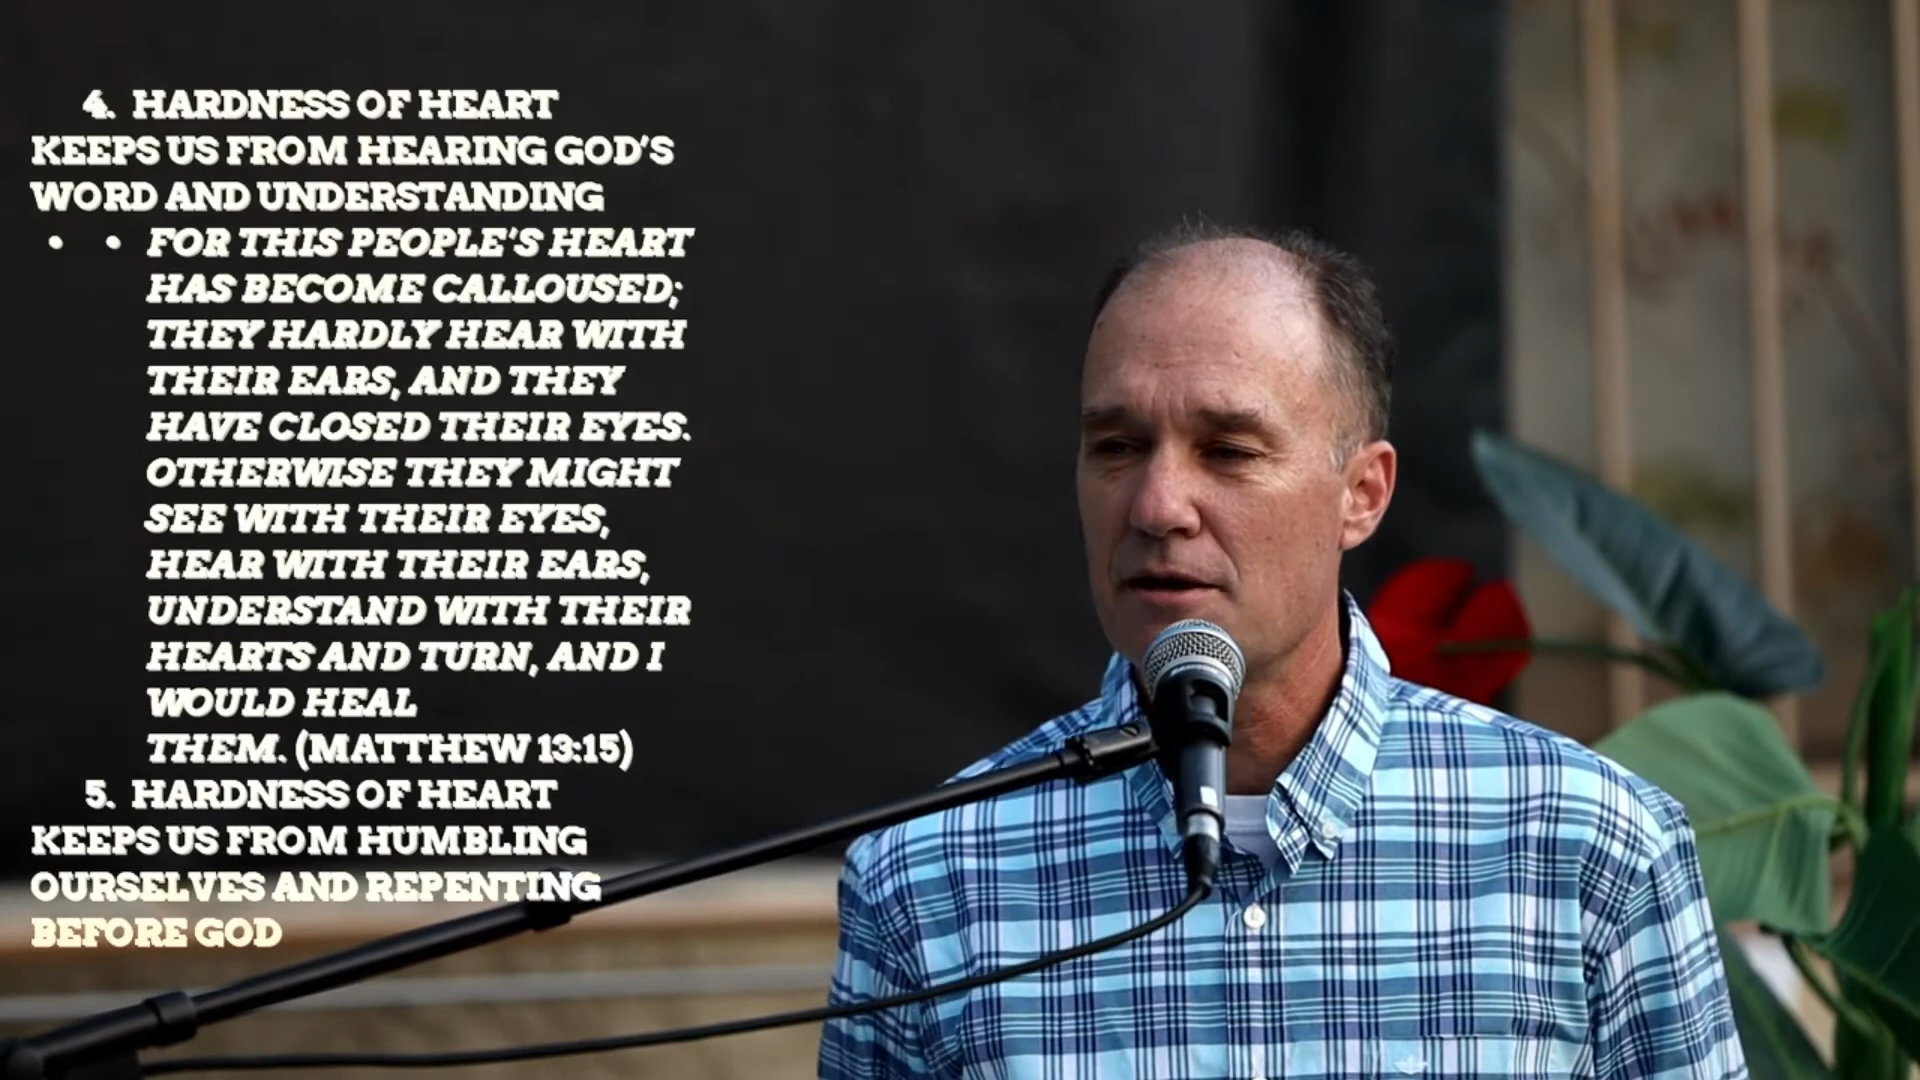 4. HARDNESS OF HEART
KEEPS US FROM HEARING GOD'S
WORD AND UNDERSTANDING
• • FOR THIS PEOPLE'S HEART
HAS BECOME CALLOUSED;
THEY HARDLY HEAR WITH
THEIR EARS, AND THEY
HAVE CLOSED THEIR EYES.
OTHERWISE THEY MIGHT
SEE WITH THEIR EYES,
HEAR WITH THEIR EARS,
UNDERSTAND WITH THEIR
HEARTS AND TURN, AND I
WOULD HEAL
THEM. (MATTHEW 13:15)
5. HARDNESS OF HEART
KEEPS US FROM HUMBLING
OURSELVES AND REPENTING
BEFORE GOD